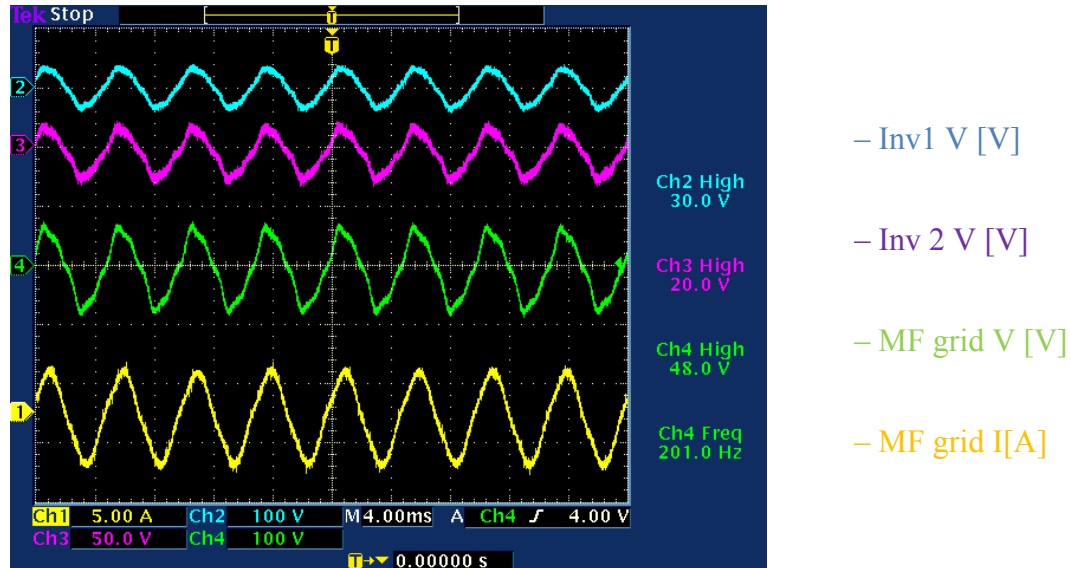 Tek Stop
T
T
2
3
4
1
Ch2 High
30.0 V
Ch3 High
20.0 V
Ch4 High
48.0 V
Ch4 Freq
201.0 Hz
Ch1 5.00 A Ch2 100 V M 4.00ms A Ch4 ʃ 4.00 V
Ch3 50.0 V Ch4 100 V
T→▼ 0.00000 s
– Inv1 V [V]
– Inv 2 V [V]
– MF grid V [V]
– MF grid I[A]